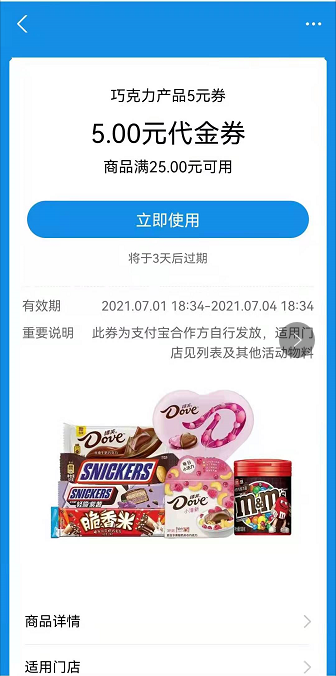 巧克力产品5元券
5.00元代金券
商品满25.00元可用
立即使用
将于3天后过期
有效期 2021.07.01 18:34-2021.07.04 18:34
重要说明 此券为支付宝合作方自行发放，适用门
店见列表及其他活动物料
Dove
SNICKERS
SNICKERS
Dove
脆香米
m&m's
商品详情
适用门店